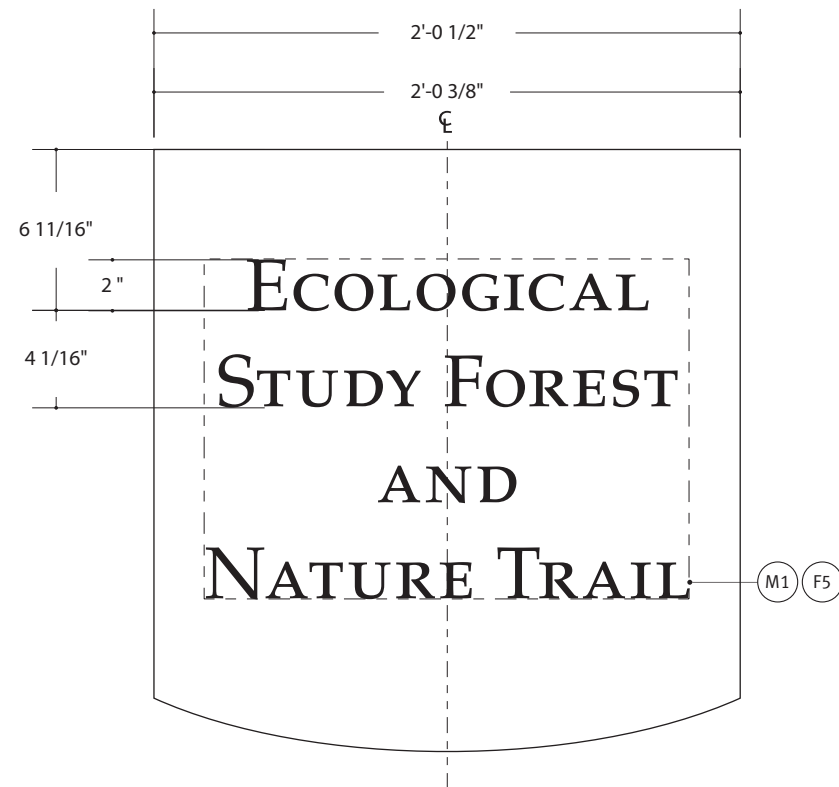 2'-0 1/2"
2'-0 3/8"
℄
6 11/16"
2 "
4 1/16"
Ecological
Study Forest
and
Nature Trail
M1 F5